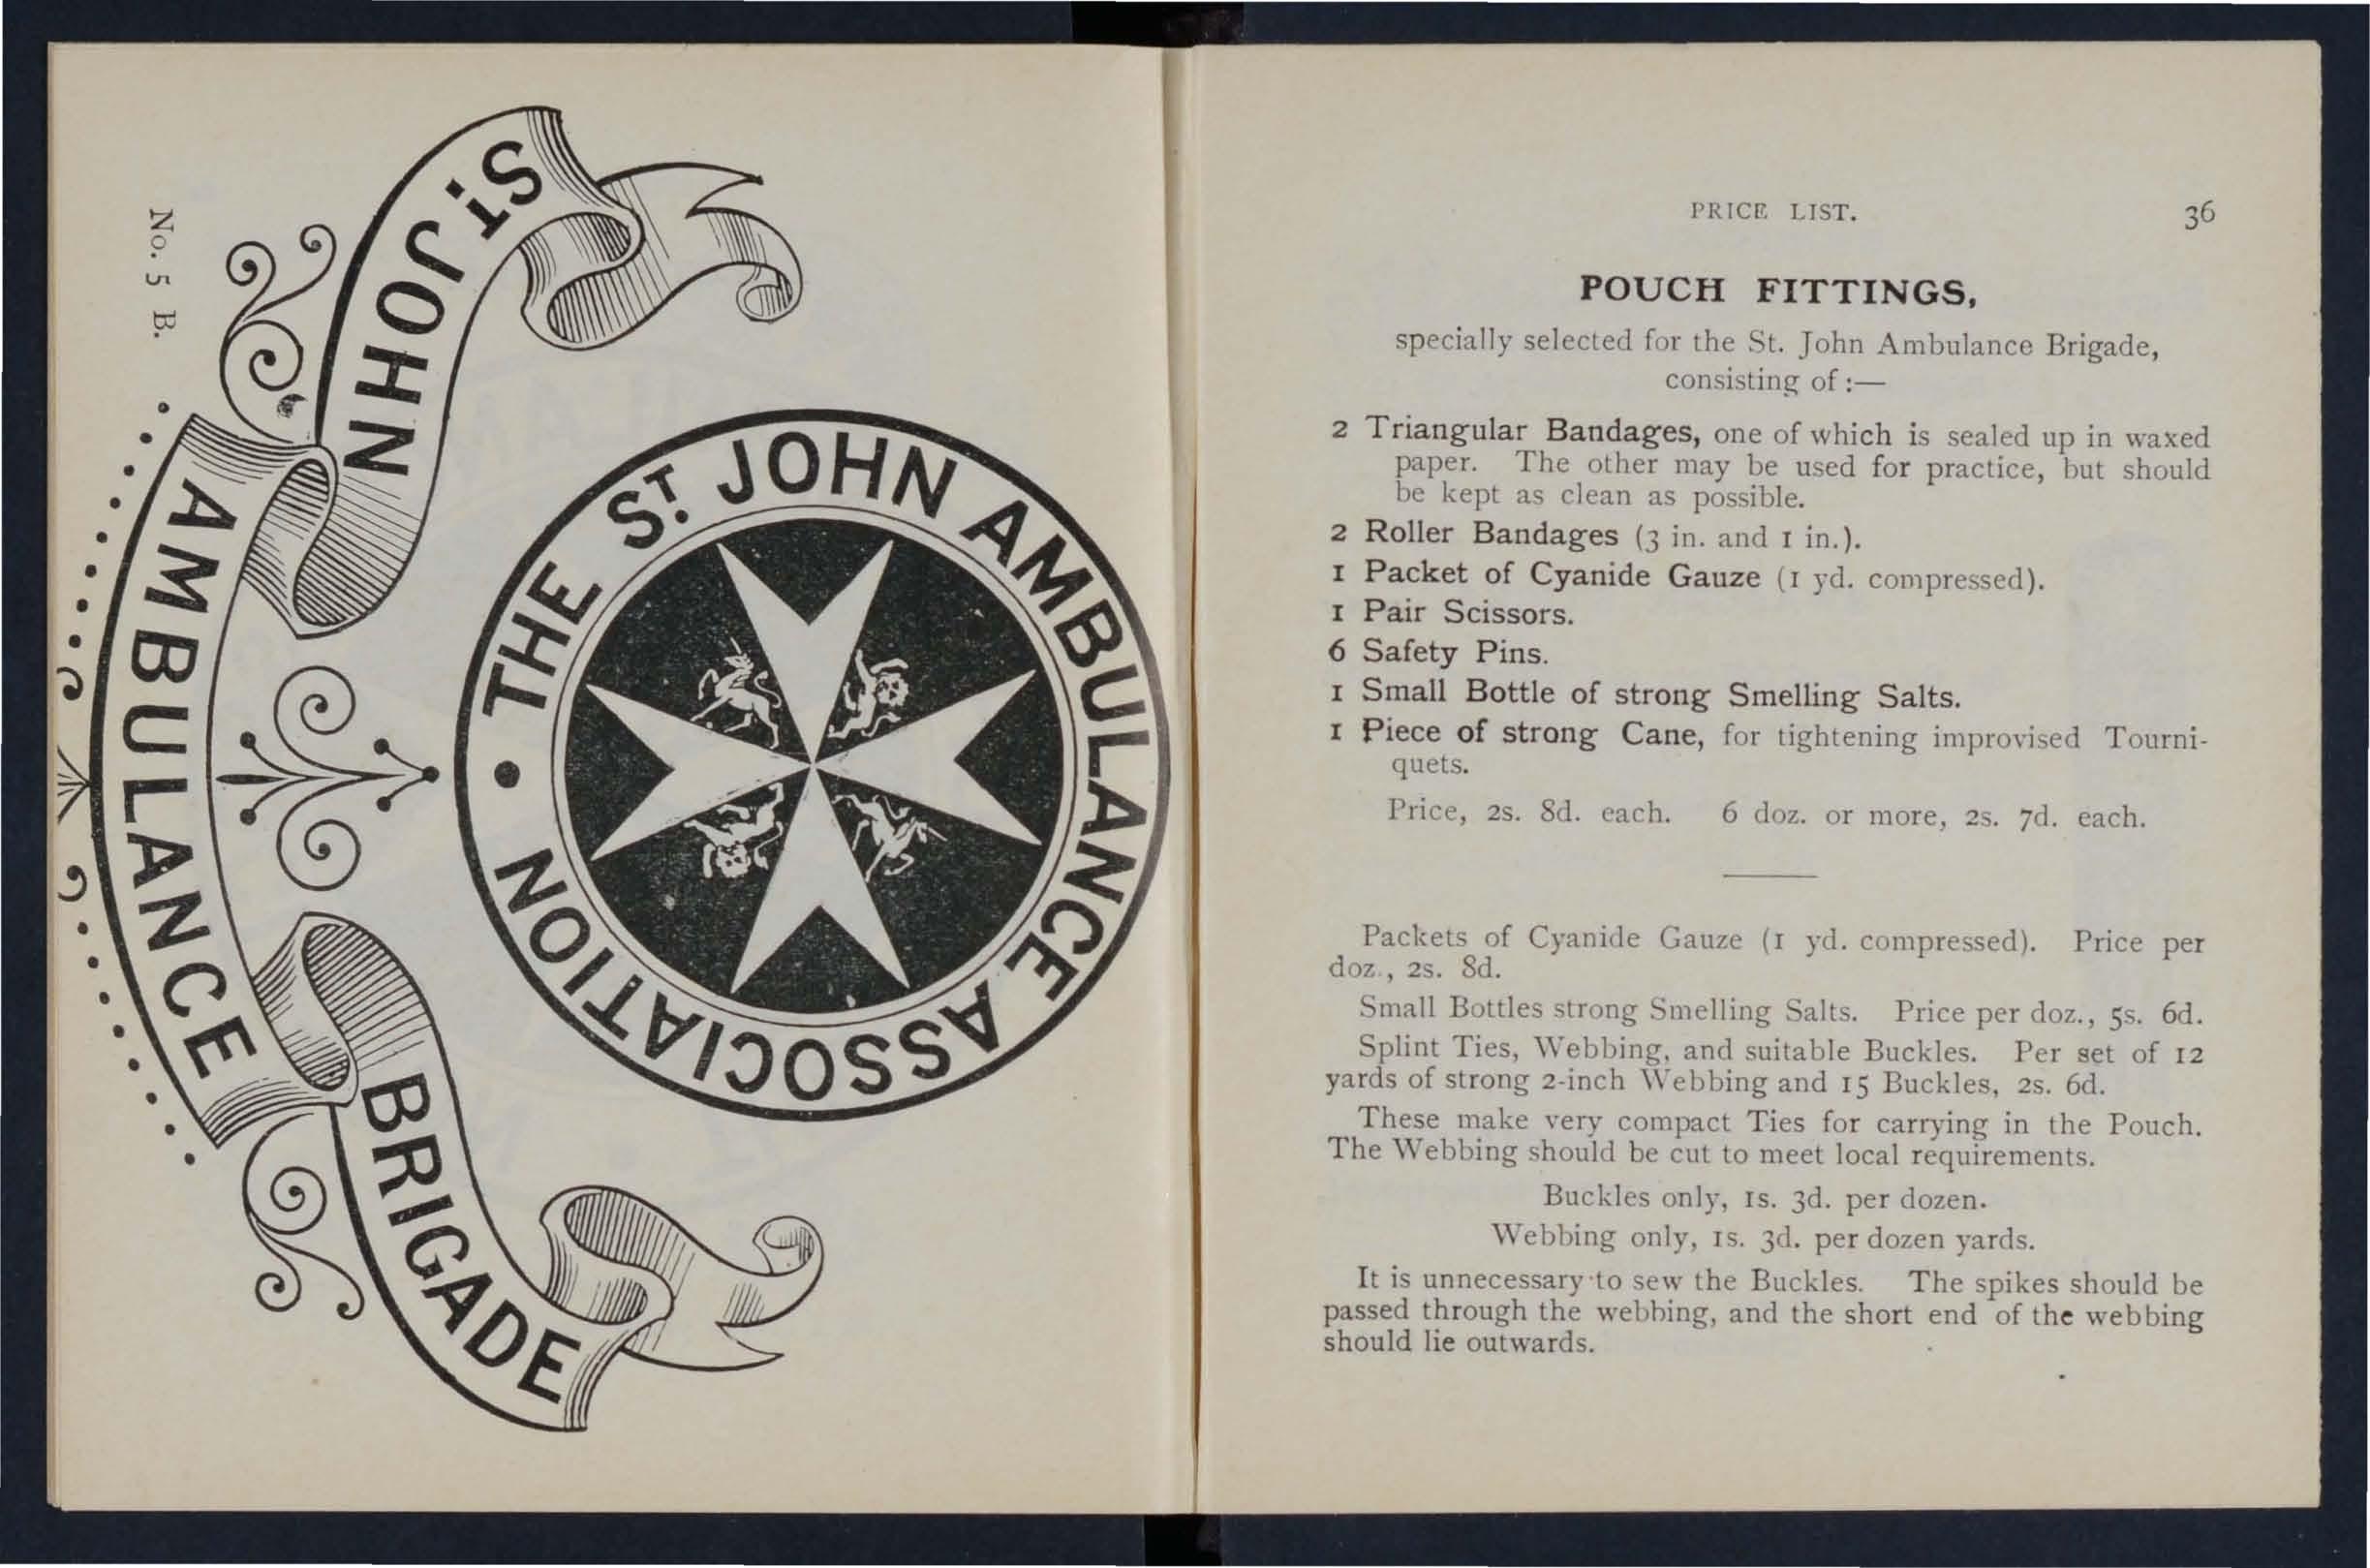 No. 5 B.
ST. JOHN
AMBULANCE
BRIGADE
• THE ST. JOHN AMBULANCE ASSOCIATION
PRICE LIST. 36
POUCH FITTINGS,
specially selected for the St. John Ambulance Brigade,
consisting of :—
2 Triangular Bandages, one of which is sealed up in waxed
paper. The other may be used for practice, but should
be kept as clean as possible.
2 Roller Bandages (3 in. and 1 in.).
1 Packet of Cyanide Gauze (1 yd. compressed).
1 Pair Scissors.
6 Safety Pins.
1 Small Bottle of strong Smelling Salts.
1 Piece of strong Cane, for tightening improvised Tourni-
quets.
Price, 2s. 8d. each. 6 doz. or more, 2s. 7d. each.
Packets of Cyanide Gauze (1 yd. compressed). Price per
doz., 2s. 8d.
Small Bottles strong Smelling Salts. Price per doz., 5s. 6d.
Splint Ties, Webbing, and suitable Buckles. Per set of 12
yards of strong 2-inch Webbing and 15 Buckles, 2s. 6d.
These make very compact Ties for carrying in the Pouch.
The Webbing should be cut to meet local requirements.
Buckles only, 1s. 3d. per dozen.
Webbing only, 1s. 3d. per dozen yards.
It is unnecessary to sew the Buckles. The spikes should be
passed through the webbing, and the short end of the webbing
should lie outwards.